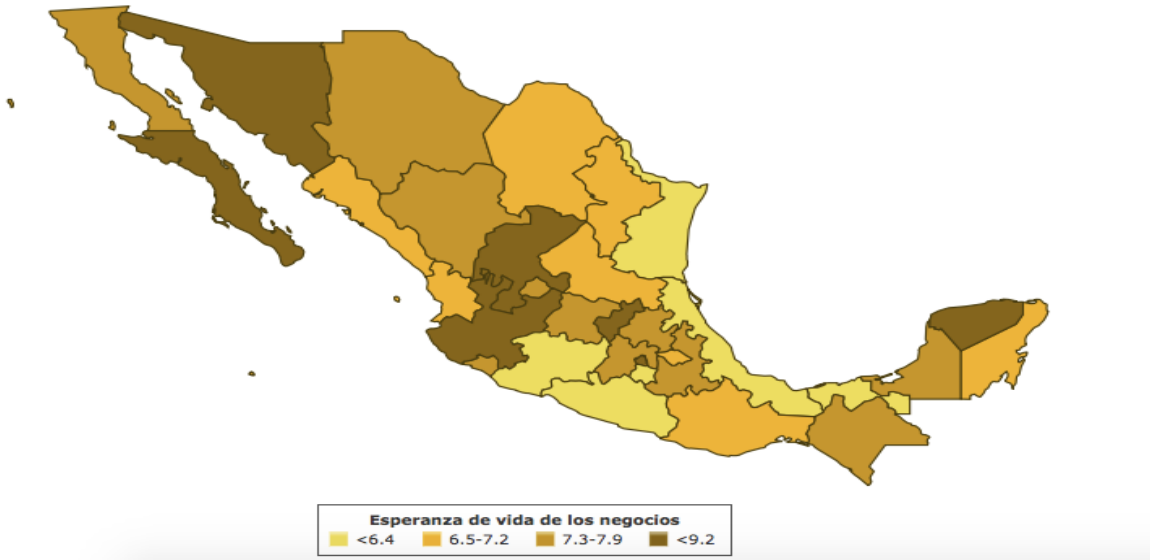 Esperanza de vida de los negocios
<6.4 6.5-7.2 7.3-7.9 <9.2